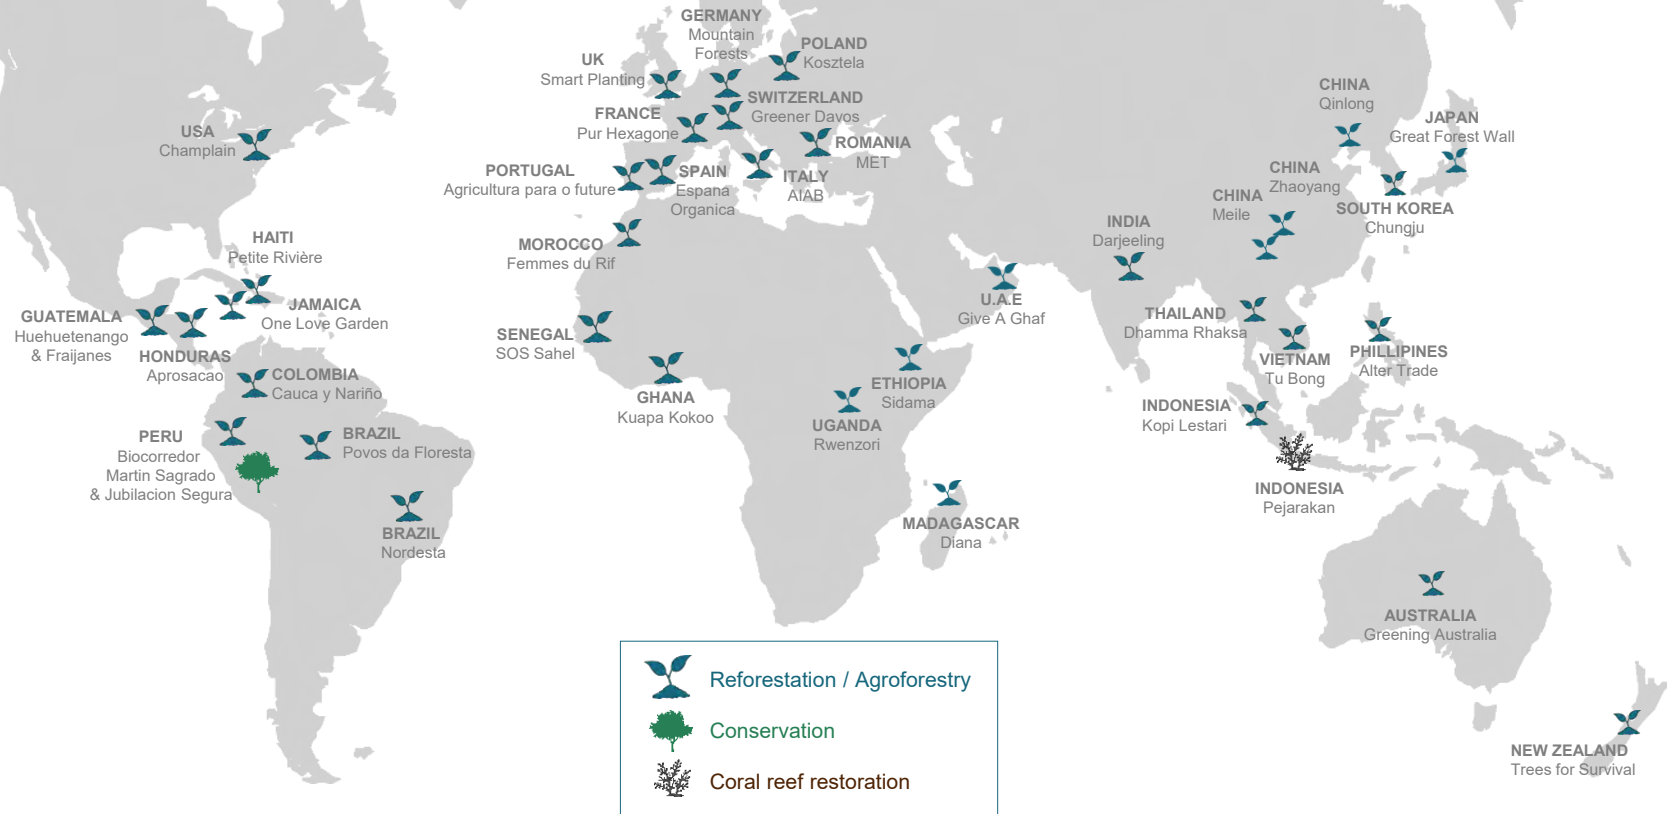 GERMANY
Mountain
Forests
POLAND
Kosztela
UK
Smart Planting
SWITZERLAND
Greener Davos
FRANCE
Pur Hexagone
ROMANIA
MET
USA
Champlain
PORTUGAL
Agricultura para o future
SPAIN
Espana
Organica
ITALY
AIAB
CHINA
Qinlong
JAPAN
Great Forest Wall
CHINA
Zhaoyang
CHINA
Meile
SOUTH KOREA
Chungju
INDIA
Darjeeling
HAITI
Petite Rivière
MOROCCO
Femmes du Rif
JAMAICA
One Love Garden
GUATEMALA
Huehuetenango
& Fraijanes
HONDURAS
Aprosacao
U.A.E
Give A Ghaf
SENEGAL
SOS Sahel
THAILAND
Dhamma Rhaksa
VIETNAM
Tu Bong
PHILLIPINES
Alter Trade
COLOMBIA
Cauca y Nariño
GHANA
Kuapa Kokoo
ETHIOPIA
Sidama
UGANDA
Rwenzori
INDONESIA
Kopi Lestari
PERU
Biocorredor
Martin Sagrado
& Jubilacion Segura
BRAZIL
Povos da Floresta
INDONESIA
Pejarakan
BRAZIL
Nordesta
MADAGASCAR
Diana
AUSTRALIA
Greening Australia
NEW ZEALAND
Trees for Survival
Reforestation / Agroforestry
Conservation
Coral reef restoration